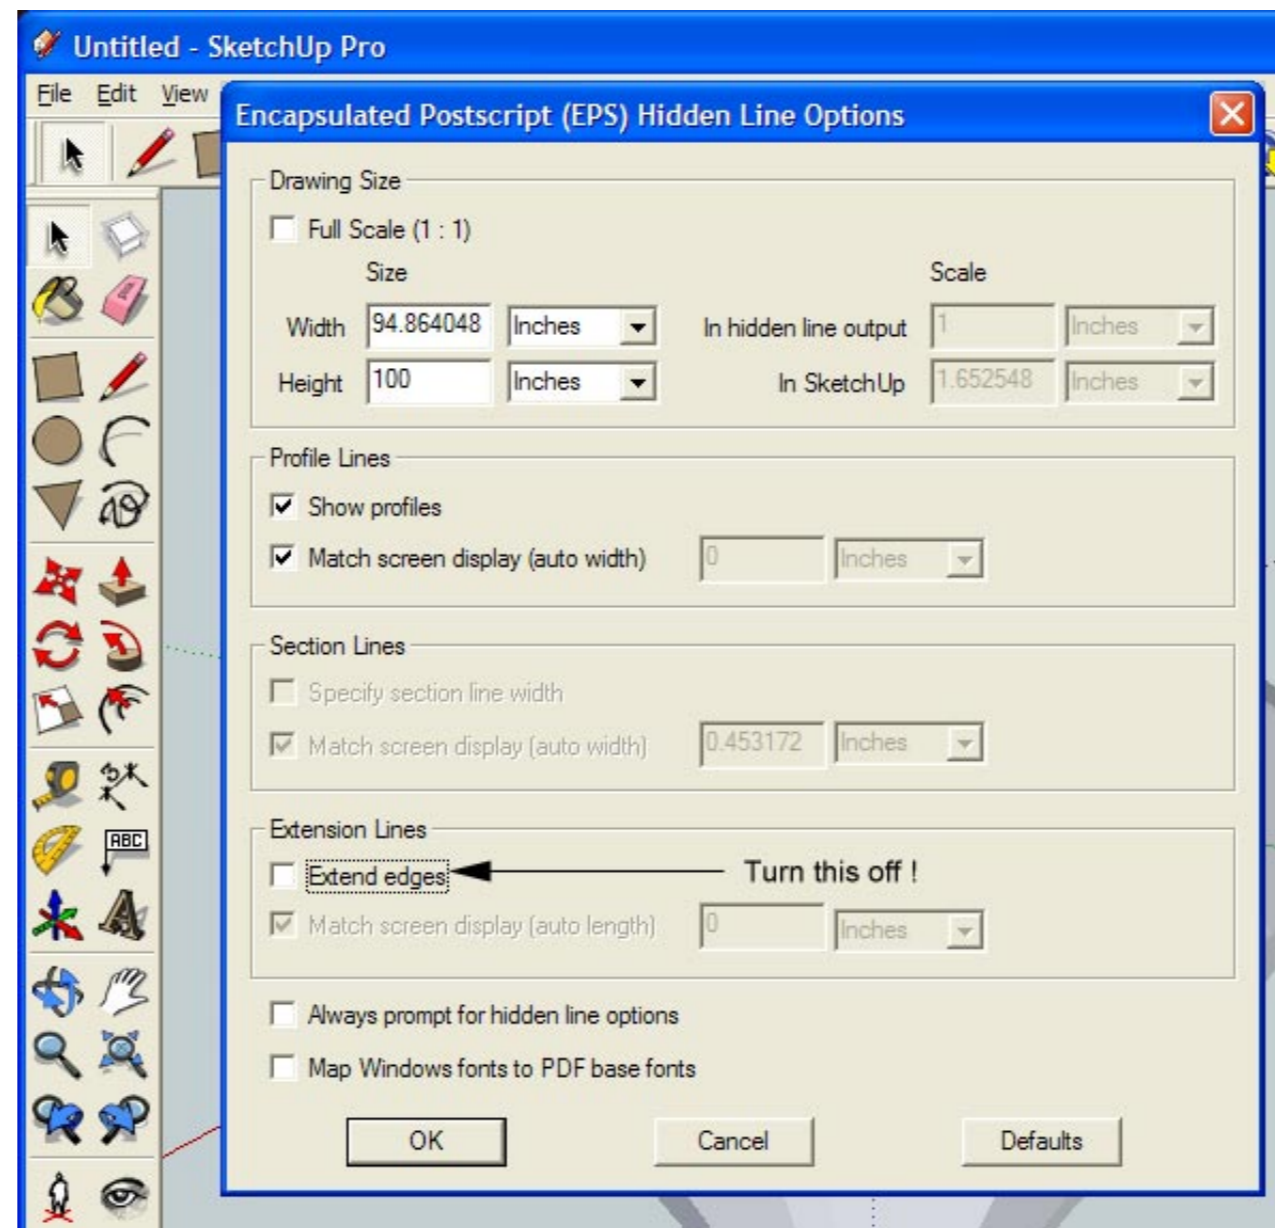 Untitled - SketchUp Pro
File Edit View
Encapsulated Postscript (EPS) Hidden Line Options
Drawing Size
Full Scale (1 : 1)
Size Scale
Width 94.864048 Inches In hidden line output 1 Inches
Height 100 Inches In SketchUp 1.652548 Inches
Profile Lines
Show profiles
Match screen display (auto width) 0 Inches
Section Lines
Specify section line width
Match screen display (auto width) 0.453172 Inches
Extension Lines
Extend edges Turn this off !
ABC
Match screen display (auto length) 0 Inches
Always prompt for hidden line options
Map Windows fonts to PDF base fonts
OK Cancel Defaults